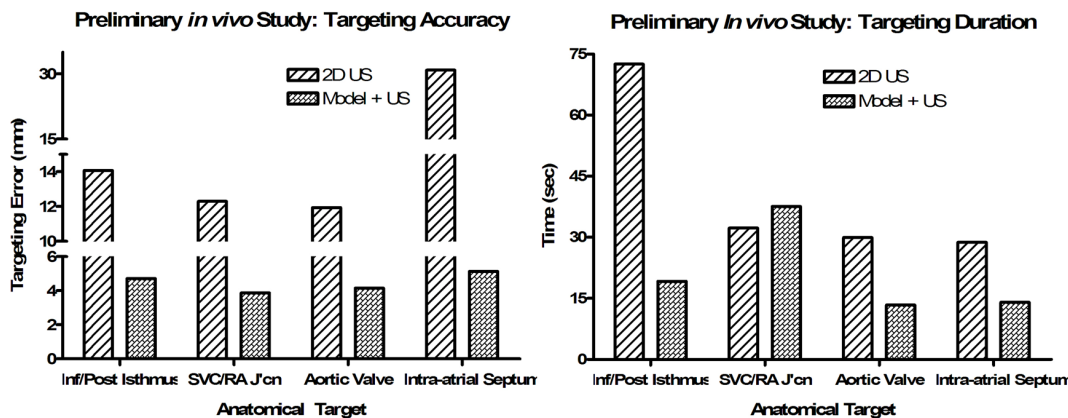 Preliminary in vivo Study: Targeting Accuracy
Targeting Error (mm)
30
15
14
12
10
6
4
2
0
2D US
Model + US
Inf/Post Isthmus
SVC/RA J'cn
Aortic Valve
Intra-atrial Septum
Anatomical Target
Preliminary In vivo Study: Targeting Duration
Time (sec)
75
60
45
30
15
0
2D US
Model + US
Inf/Post Isthmus
SVC/RA J'cn
Aortic Valve
Intra-atrial Septum
Anatomical Target